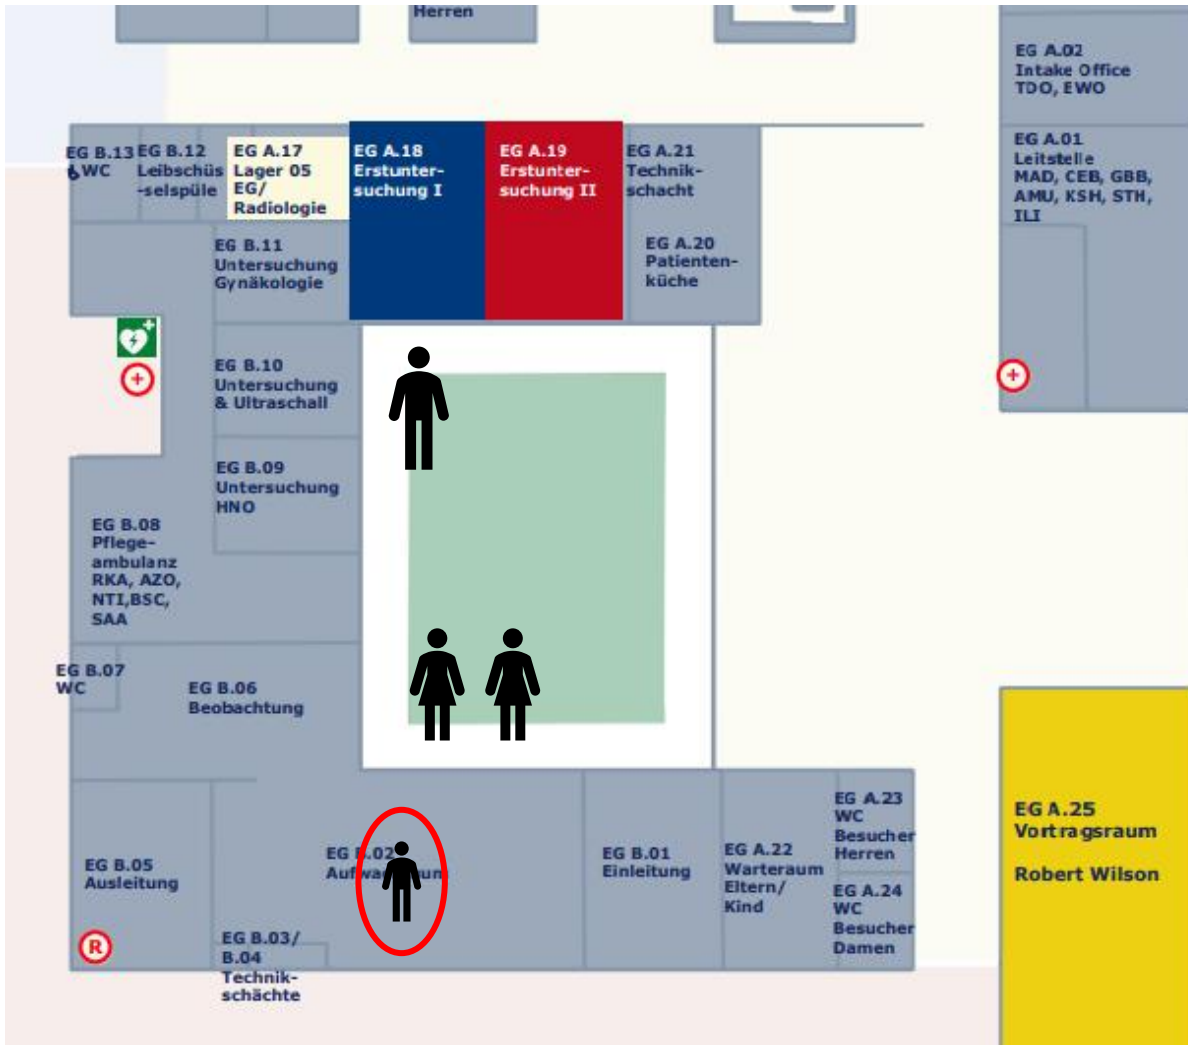 Herren
EG A.02
Intake Office
TDO, EWO
EG A.01
Leitstelle
MAD, CEB, GBB,
AMU, KSH, STH,
ILI
EG B.13
WC
EG B.12
Leibschüs
-selspüle
EG A.17
Lager 05
EG/
Radiologie
EG A.18
Erstunter-
suchung I
EG A.19
Erstunter-
suchung II
EG A.21
Technik-
schacht
EG A.20
Patienten-
küche
EG B.11
Untersuchung
Gynäkologie
EG B.10
Untersuchung
& Ultraschall
EG B.09
Untersuchung
HNO
EG B.08
Pflege-
ambulanz
RKA, AZO,
NTI,BSC,
SAA
EG B.07
WC
EG B.06
Beobachtung
EG B.05
Ausleitung
R
EG B.03/
B.04
Technik-
schächte
EG B.02
EG B.01
Einleitung
EG A.22
Warteraum
Eltern/
Kind
EG A.23
WC
Besucher
Herren
EG A.24
WC
Besucher
Damen
EG A.25
Vortragsraum
Robert Wilson